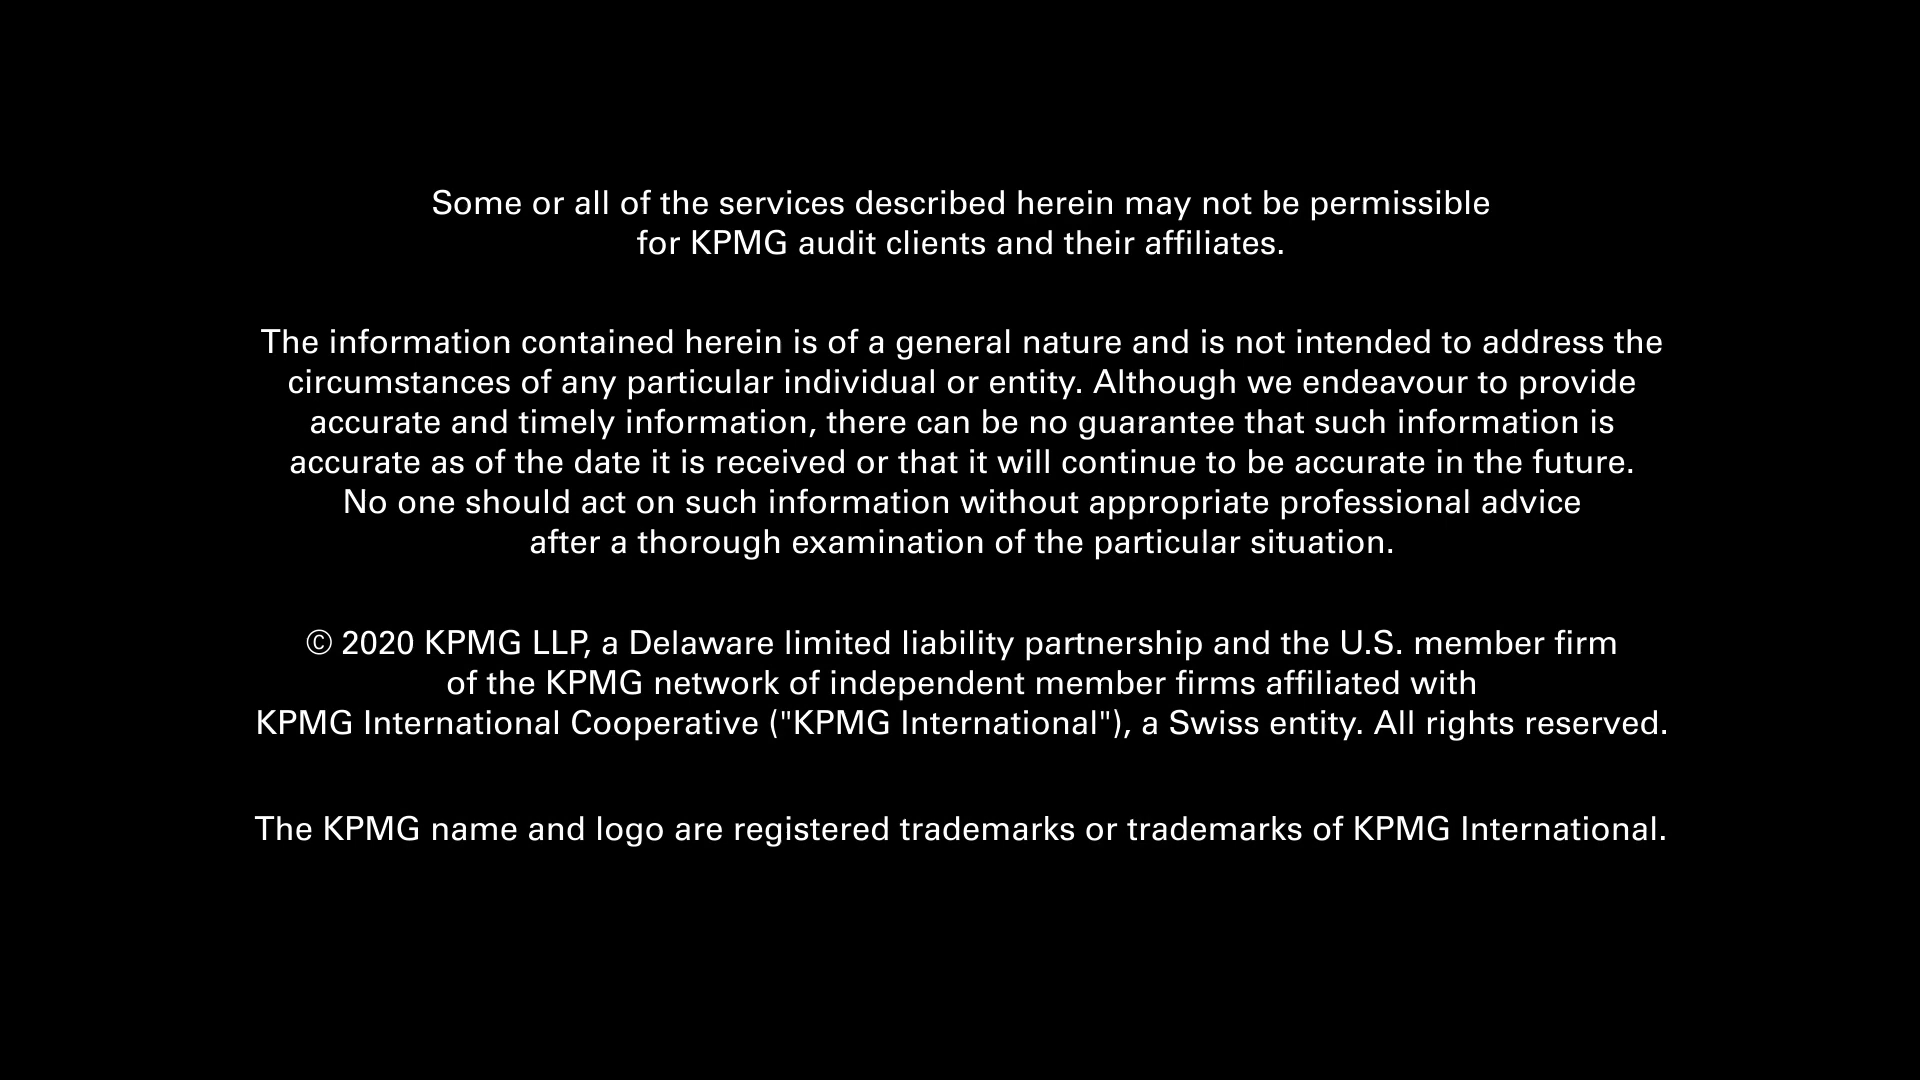 Some or all of the services described herein may not be permissible
for KPMG audit clients and their affiliates.
The information contained herein is of a general nature and is not intended to address the
circumstances of any particular individual or entity. Although we endeavour to provide
accurate and timely information, there can be no guarantee that such information is
accurate as of the date it is received or that it will continue to be accurate in the future.
No one should act on such information without appropriate professional advice
after a thorough examination of the particular situation.
© 2020 KPMG LLP, a Delaware limited liability partnership and the U.S. member firm
of the KPMG network of independent member firms affiliated with
KPMG International Cooperative ("KPMG International"), a Swiss entity. All rights reserved.
The KPMG name and logo are registered trademarks or trademarks of KPMG International.